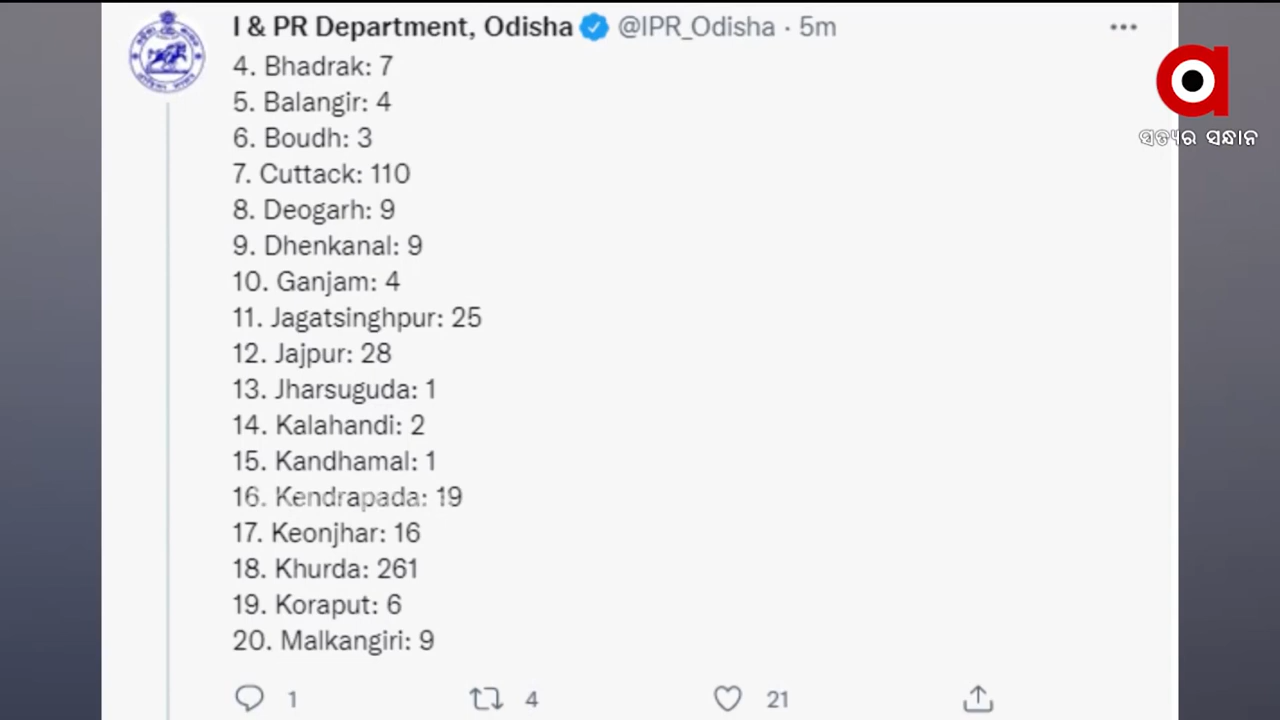 I & PR Department, Odisha @IPR_Odisha · 5m
4. Bhadrak: 7
5. Balangir: 4
6. Boudh: 3
7. Cuttack: 110
8. Deogarh: 9
9. Dhenkanal: 9
10. Ganjam: 4
11. Jagatsinghpur: 25
12. Jajpur: 28
13. Jharsuguda: 1
14. Kalahandi: 2
15. Kandhamal: 1
16. Kendrapada: 19
17. Keonjhar: 16
18. Khurda: 261
19. Koraput: 6
20. Malkangiri: 9
1 4 21
a
ସତ୍ୟର ସନ୍ଧାନ